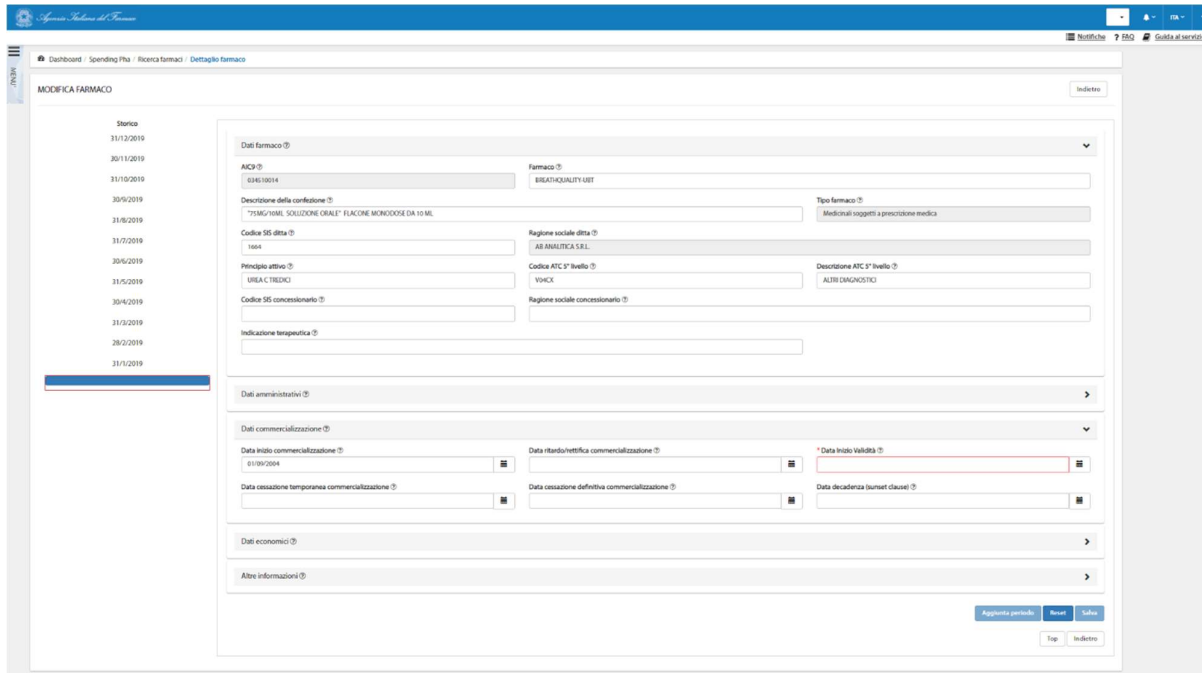 Agenzia Italiana del Farmaco
ITA
Notifiche ? FAQ Guida al servizi
MENU'
Dashboard / Spending Pha / Ricerca farmaci / Dettaglio farmaco
MODIFICA FARMACO
Indietro
Storico
31/12/2019
30/11/2019
31/10/2019
30/9/2019
31/8/2019
31/7/2019
30/6/2019
31/5/2019
30/4/2019
31/3/2019
28/2/2019
31/1/2019
Dati farmaco
AIC9
Farmaco
034510014
BREATHQUALITY-UBT
Descrizione della confezione
Tipo farmaco
"75MG/10ML SOLUZIONE ORALE" FLACONE MONODOSE DA 10 ML
Medicinali soggetti a prescrizione medica
Codice SIS ditta
Ragione sociale ditta
1664
AB ANALITICA S.R.L.
Principio attivo
Codice ATC 5° livello
Descrizione ATC 5° livello
UREA C TREDICI
V04CX
ALTRI DIAGNOSTICI
Codice SIS concessionario
Ragione sociale concessionario
Indicazione terapeutica
Dati amministrativi
Dati commercializzazione
Data inizio commercializzazione
Data ritardo/rettifica commercializzazione
* Data Inizio Validità
01/09/2004
Data cessazione temporanea commercializzazione
Data cessazione definitiva commercializzazione
Data decadenza (sunset clause)
Dati economici
Altre informazioni
Aggiunta periodo
Reset
Salva
Top
Indietro